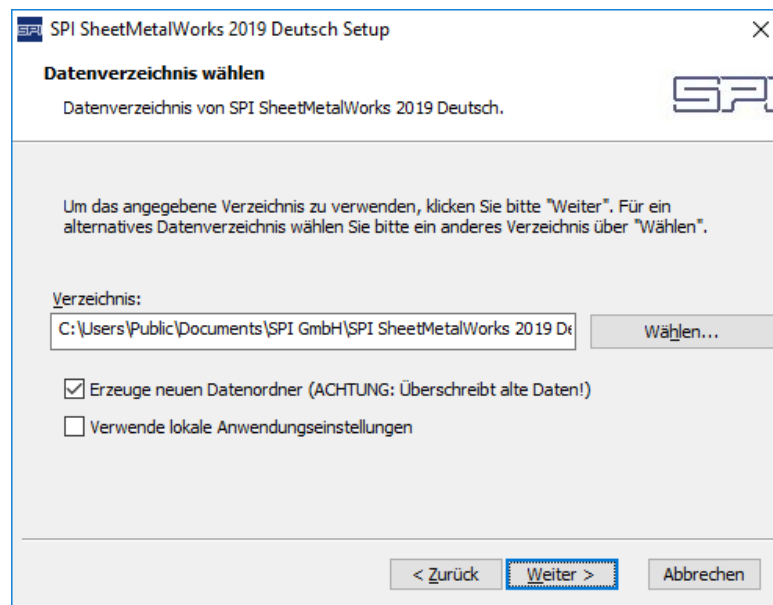 SPI SPI SheetMetalWorks 2019 Deutsch Setup
Datenverzeichnis wählen
Datenverzeichnis von SPI SheetMetalWorks 2019 Deutsch.
SPI
Um das angegebene Verzeichnis zu verwenden, klicken Sie bitte "Weiter". Für ein
alternatives Datenverzeichnis wählen Sie bitte ein anderes Verzeichnis über "Wählen".
Verzeichnis:
C:\Users\Public\Documents\SPI GmbH\SPI SheetMetalWorks 2019 De
Wählen...
Erzeuge neuen Datenordner (ACHTUNG: Überschreibt alte Daten!)
Verwende lokale Anwendungseinstellungen
< Zurück
Weiter >
Abbrechen